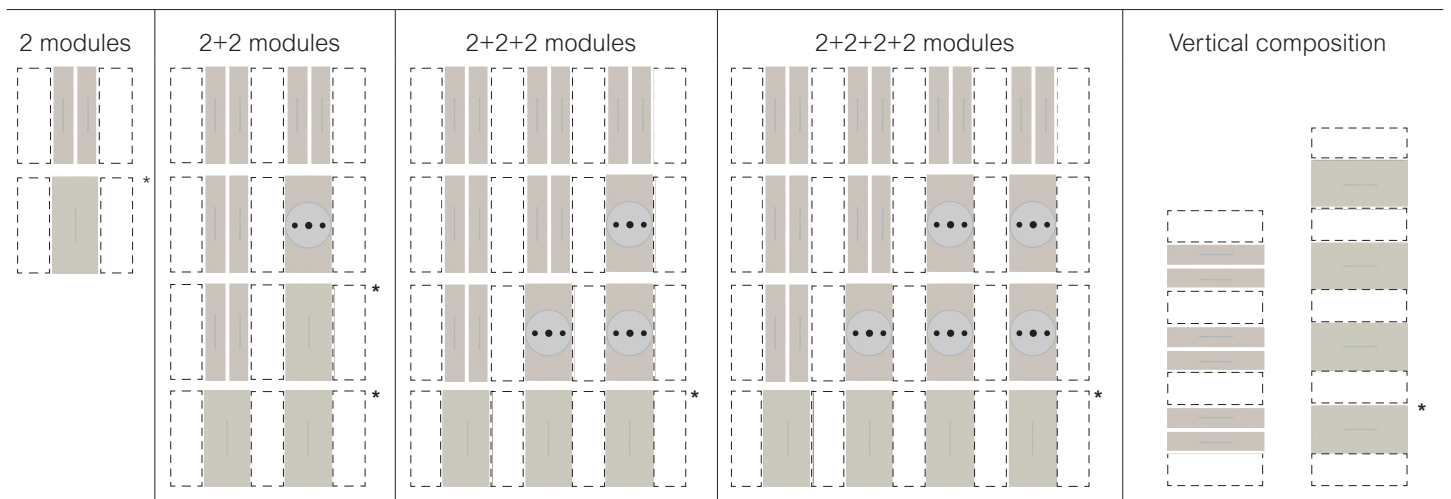 2 modules
2+2 modules
2+2+2 modules
2+2+2+2 modules
Vertical composition
*
*
*
*
*
*